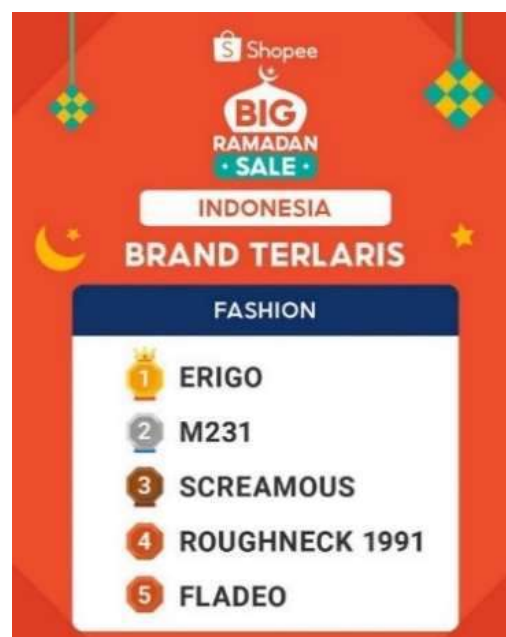 Shopee
BIG
RAMADAN
• SALE •
INDONESIA
BRAND TERLARIS
FASHION
1 ERIGO
2 M231
3 SCREAMOUS
4 ROUGHNECK 1991
5 FLADEO